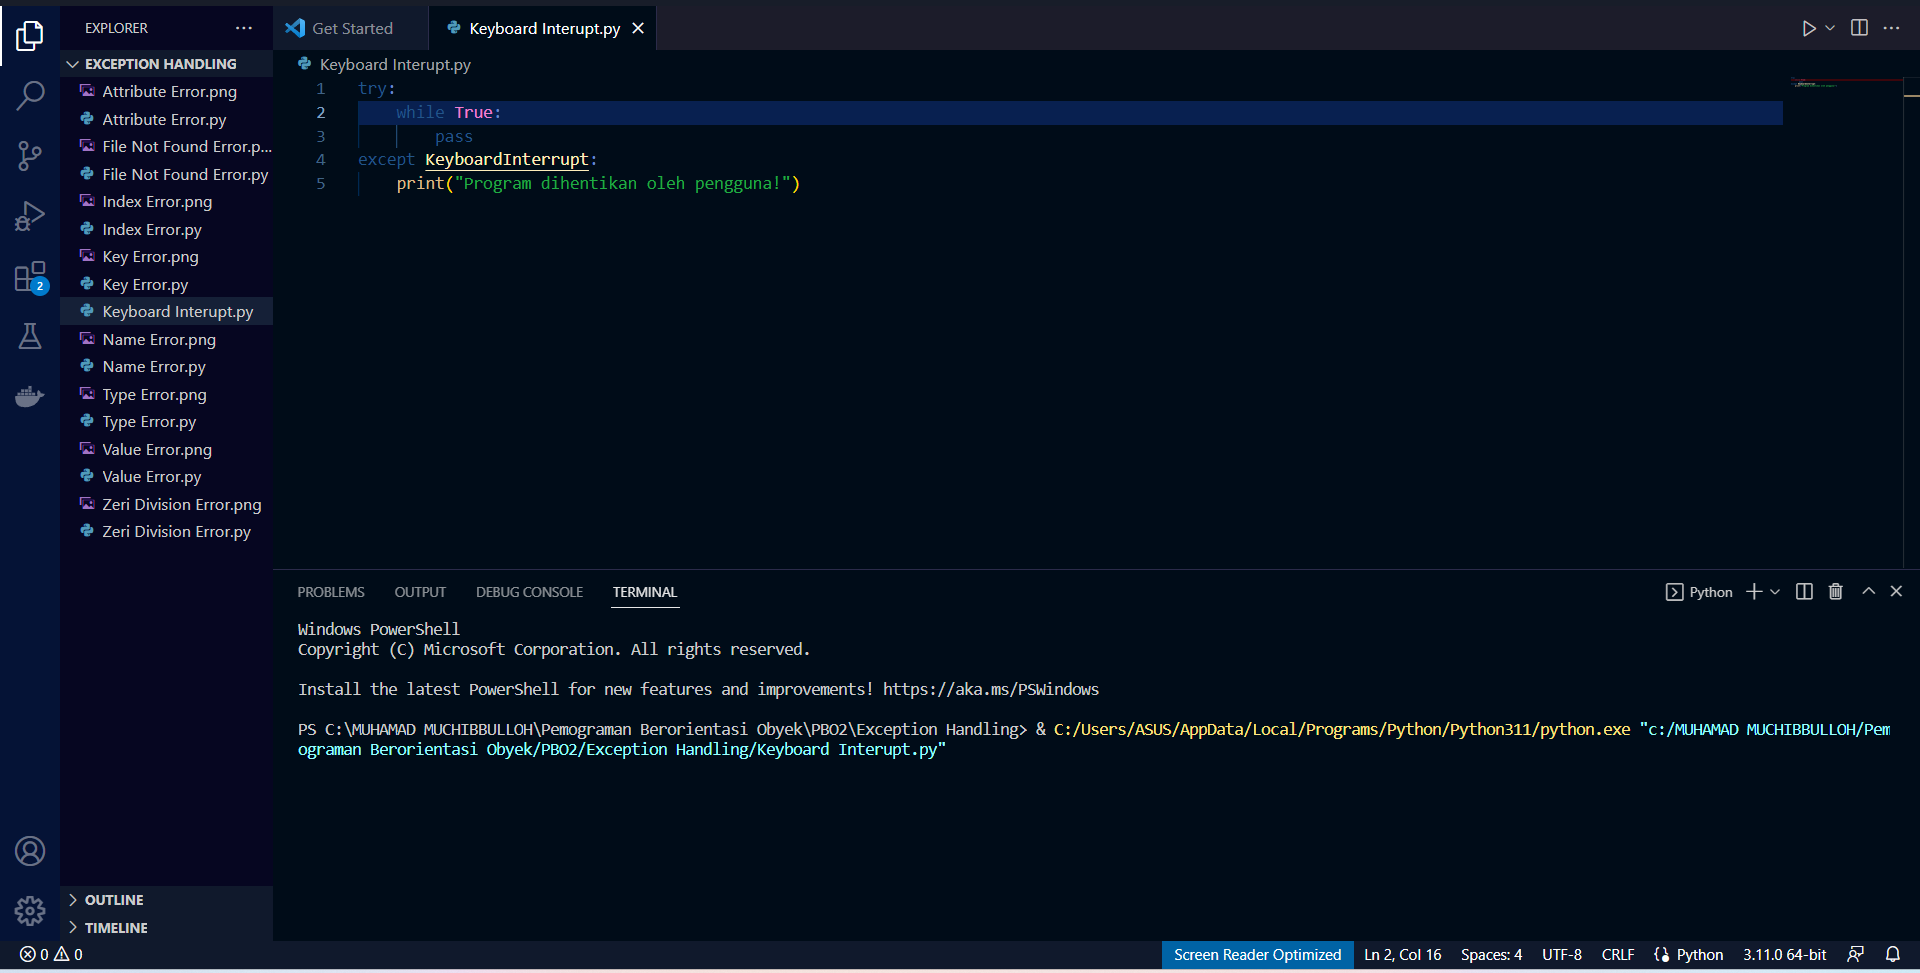 EXPLORER
Get Started
Keyboard Interupt.py
EXCEPTION HANDLING
Attribute Error.png
Attribute Error.py
File Not Found Error.p...
File Not Found Error.py
Index Error.png
Index Error.py
Key Error.png
Key Error.py
Keyboard Interupt.py
Name Error.png
Name Error.py
Type Error.png
Type Error.py
Value Error.png
Value Error.py
Zeri Division Error.png
Zeri Division Error.py
2
OUTLINE
TIMELINE
Keyboard Interupt.py
1 try:
2 while True:
3 pass
4 except KeyboardInterrupt:
5 print("Program dihentikan oleh pengguna!")
PROBLEMS OUTPUT DEBUG CONSOLE TERMINAL
Python
Windows PowerShell
Copyright (C) Microsoft Corporation. All rights reserved.
Install the latest PowerShell for new features and improvements! https://aka.ms/PSWindows
PS C:\MUHAMAD MUCHIBBULLOH\Pemograman Berorientasi Obyek\PBO2\Exception Handling> & C:/Users/ASUS/AppData/Local/Programs/Python/Python311/python.exe "c:/MUHAMAD MUCHIBBULLOH/Pem
ograman Berorientasi Obyek/PBO2/Exception Handling/Keyboard Interupt.py"
0 0
Screen Reader Optimized Ln 2, Col 16 Spaces: 4 UTF-8 CRLF Python 3.11.0 64-bit